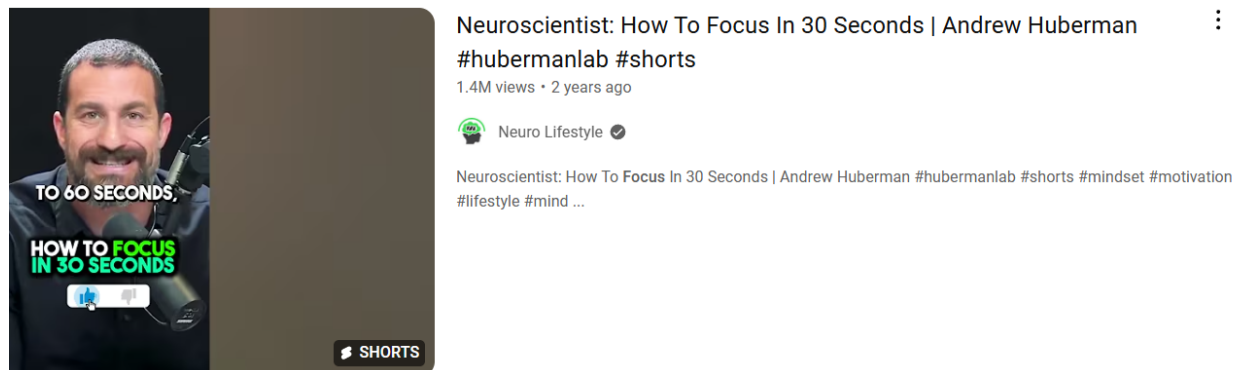 TO 60 SECONDS,
HOW TO FOCUS
IN 30 SECONDS
SHORTS
Neuroscientist: How To Focus In 30 Seconds | Andrew Huberman
#hubermanlab #shorts
1.4M views • 2 years ago
Neuro Lifestyle
Neuroscientist: How To Focus In 30 Seconds | Andrew Huberman #hubermanlab #shorts #mindset #motivation
#lifestyle #mind ...